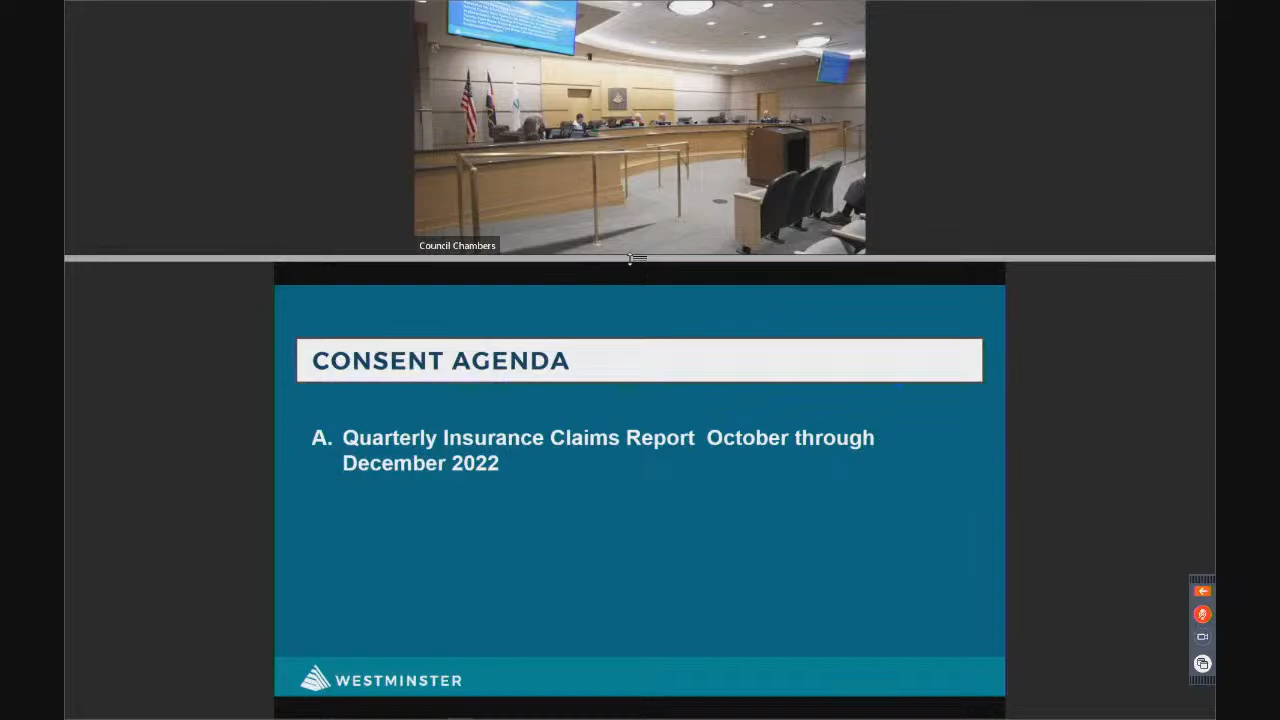 Council Chambers
CONSENT AGENDA
A. Quarterly Insurance Claims Report October through
December 2022
WESTMINSTER